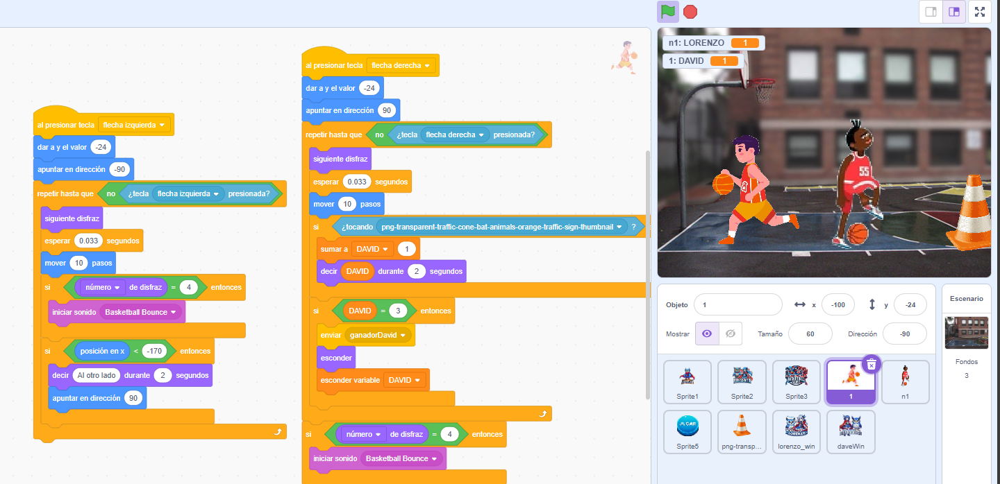 al presionar tecla flecha izquierda
dar a y el valor -24
apuntar en dirección -90
repetir hasta que no ¿tecla flecha izquierda presionada?
siguiente disfraz
esperar 0.033 segundos
mover 10 pasos
si número de disfraz = 4 entonces
iniciar sonido Basketball Bounce
si posición en x < -170 entonces
decir Al otro lado durante 2 segundos
apuntar en dirección 90
al presionar tecla flecha derecha
dar a y el valor -24
apuntar en dirección 90
repetir hasta que no ¿tecla flecha derecha presionada?
siguiente disfraz
esperar 0.033 segundos
mover 10 pasos
si ¿tocando png-transparent-traffic-cone-bat-animals-orange-traffic-sign-thumbnail ?
sumar a DAVID 1
decir DAVID durante 2 segundos
si DAVID = 3 entonces
enviar ganadorDavid
esconder
esconder variable DAVID
si número de disfraz = 4 entonces
iniciar sonido Basketball Bounce
n1: LORENZO 1
1: DAVID 1
55
8
Objeto 1 x -100 y -24
Mostrar Tamaño 60 Dirección -90
Sprite1 Sprite2 Sprite3 1 n1
Sprite5 png-transp... lorenzo_win daveWin
Escenario
Fondos
3